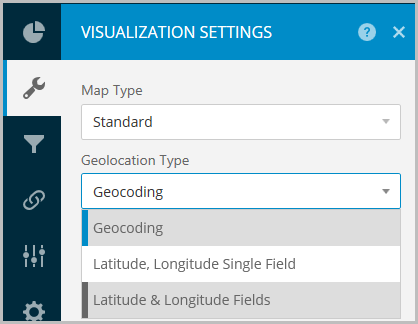 VISUALIZATION SETTINGS ? ×
Map Type
Standard
Geolocation Type
Geocoding
Geocoding
Latitude, Longitude Single Field
Latitude & Longitude Fields